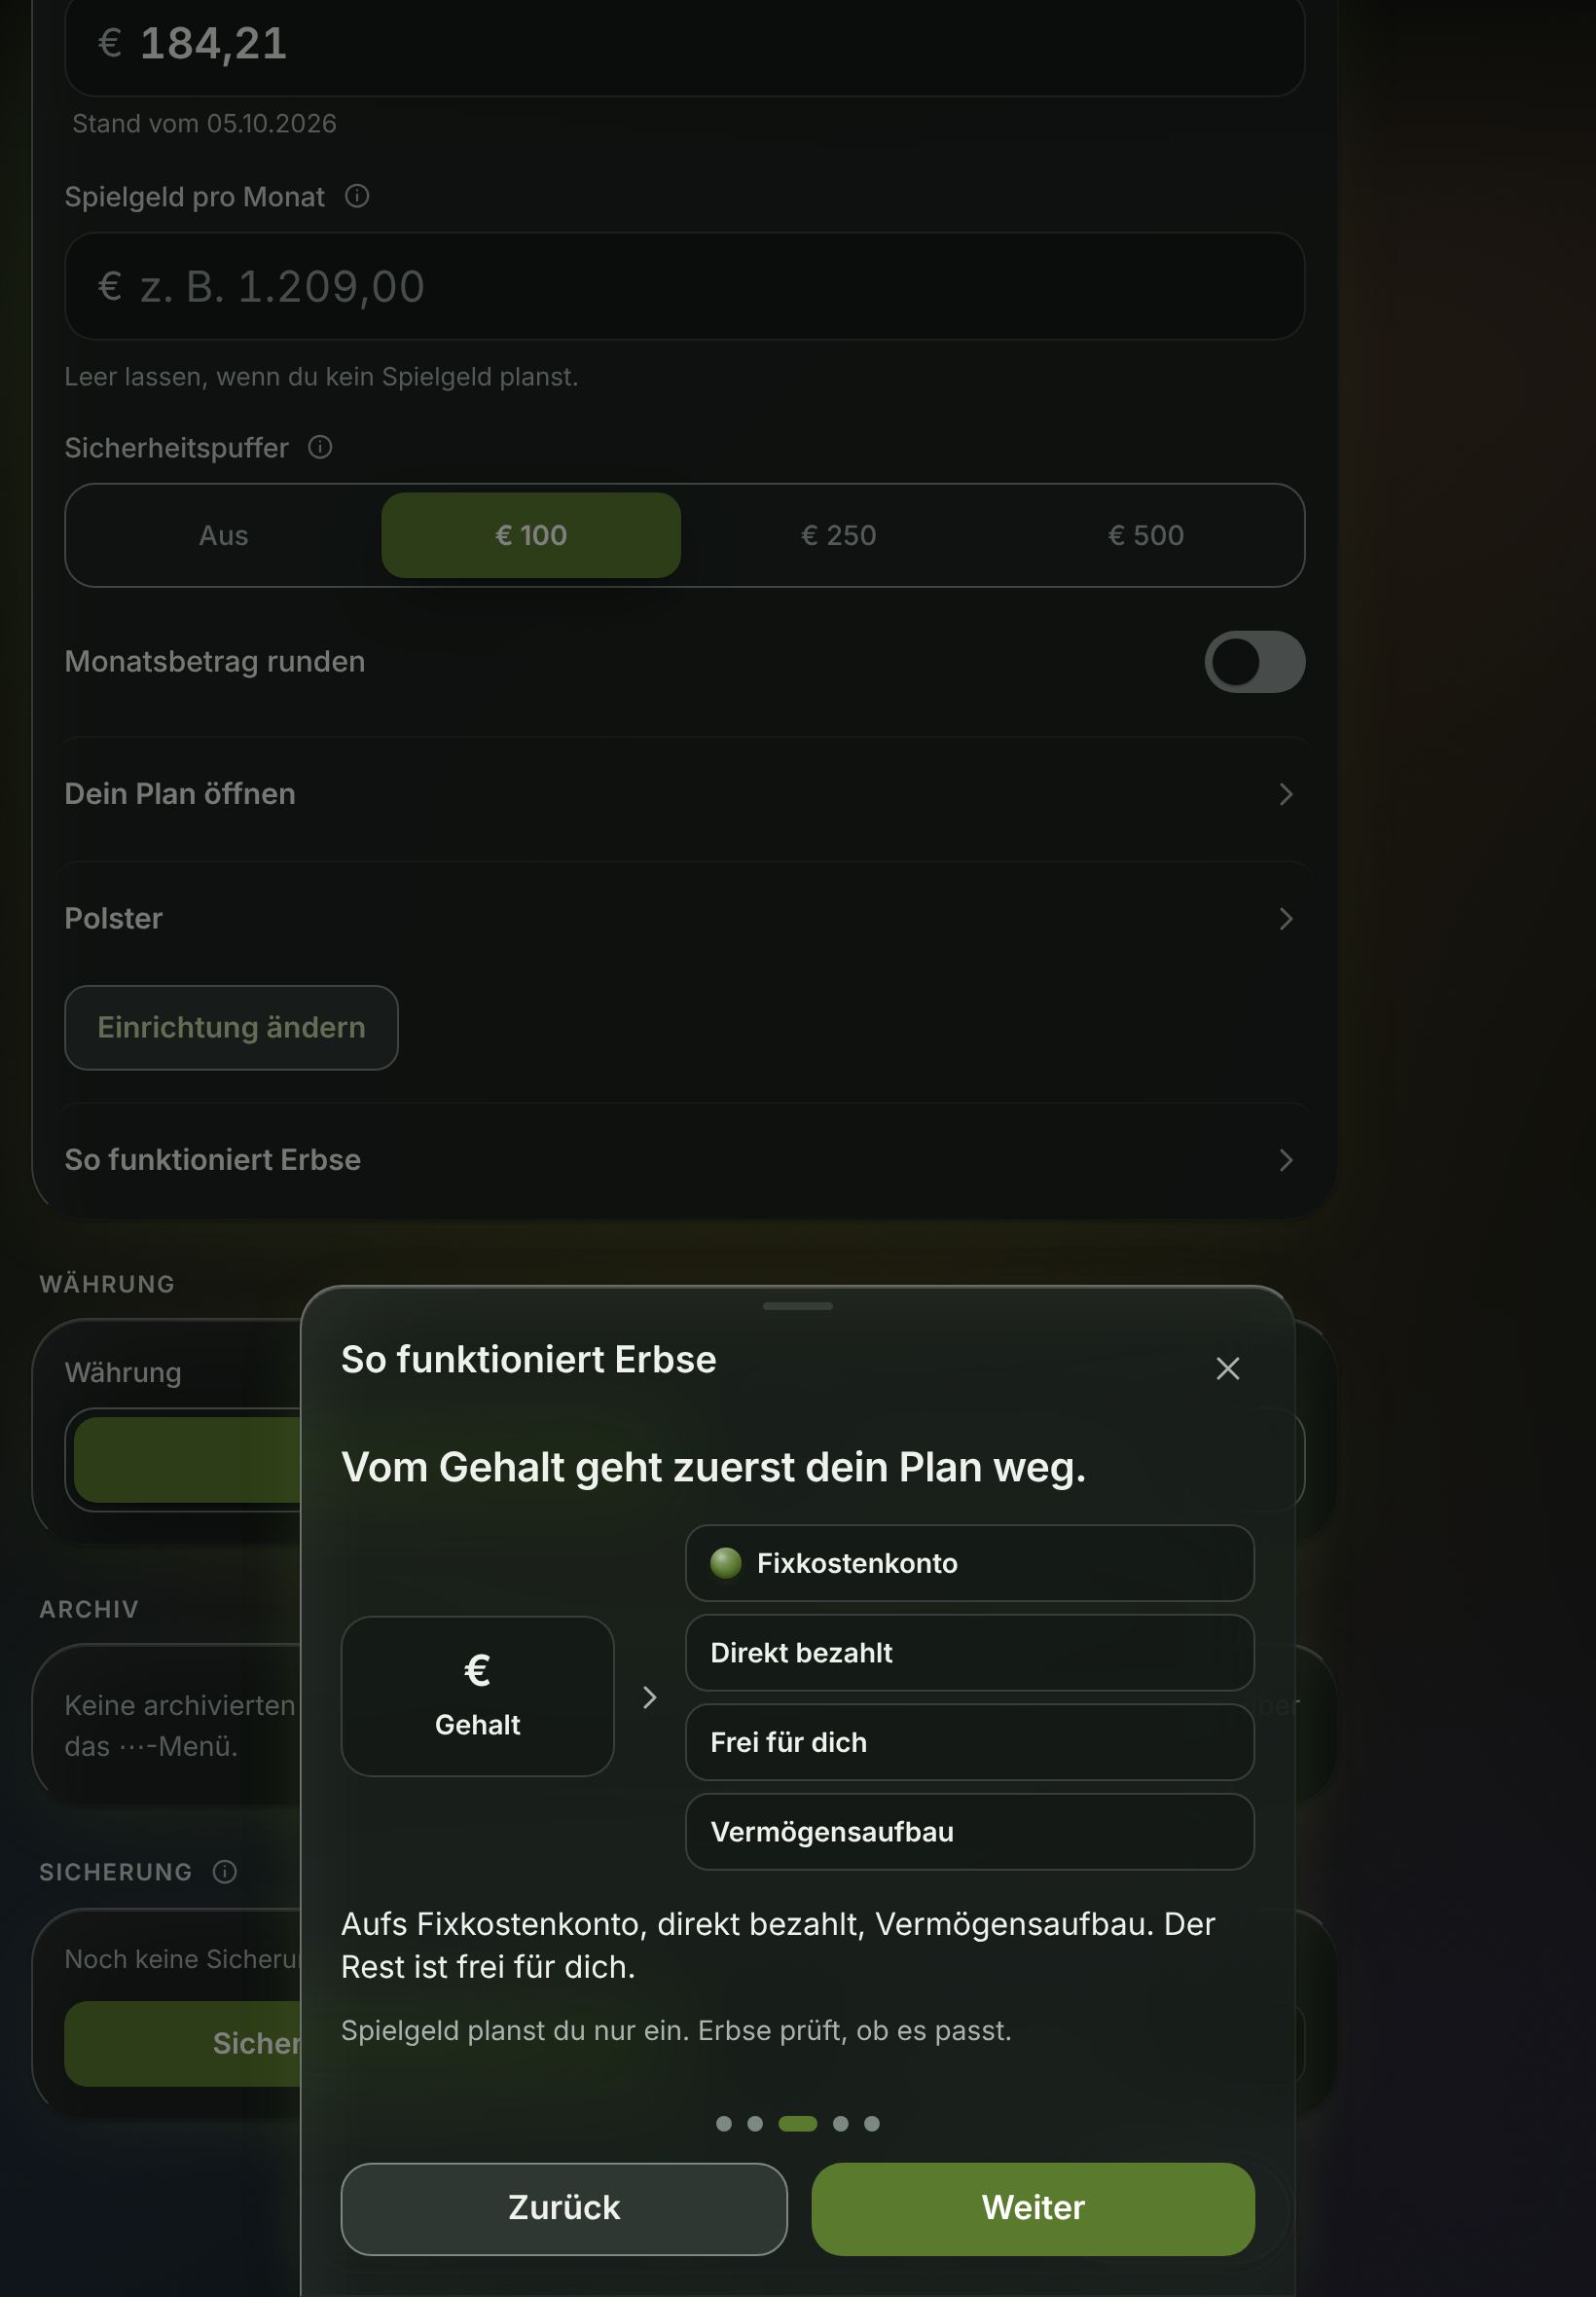 € 184,21
Stand vom 05.10.2026
Spielgeld pro Monat
€ z. B. 1.209,00
Leer lassen, wenn du kein Spielgeld planst.
Sicherheitspuffer
Aus € 100 € 250 € 500
Monatsbetrag runden
Dein Plan öffnen
Polster
Einrichtung ändern
So funktioniert Erbse
WÄHRUNG
Währung
ARCHIV
Keine archivierten
das ···-Menü.
SICHERUNG
Noch keine
So funktioniert Erbse
Vom Gehalt geht zuerst dein Plan weg.
€
Gehalt
Fixkostenkonto
Direkt bezahlt
Frei für dich
Vermögensaufbau
Aufs Fixkostenkonto, direkt bezahlt, Vermögensaufbau. Der
Rest ist frei für dich.
Spielgeld planst du nur ein. Erbse prüft, ob es passt.
Zurück Weiter